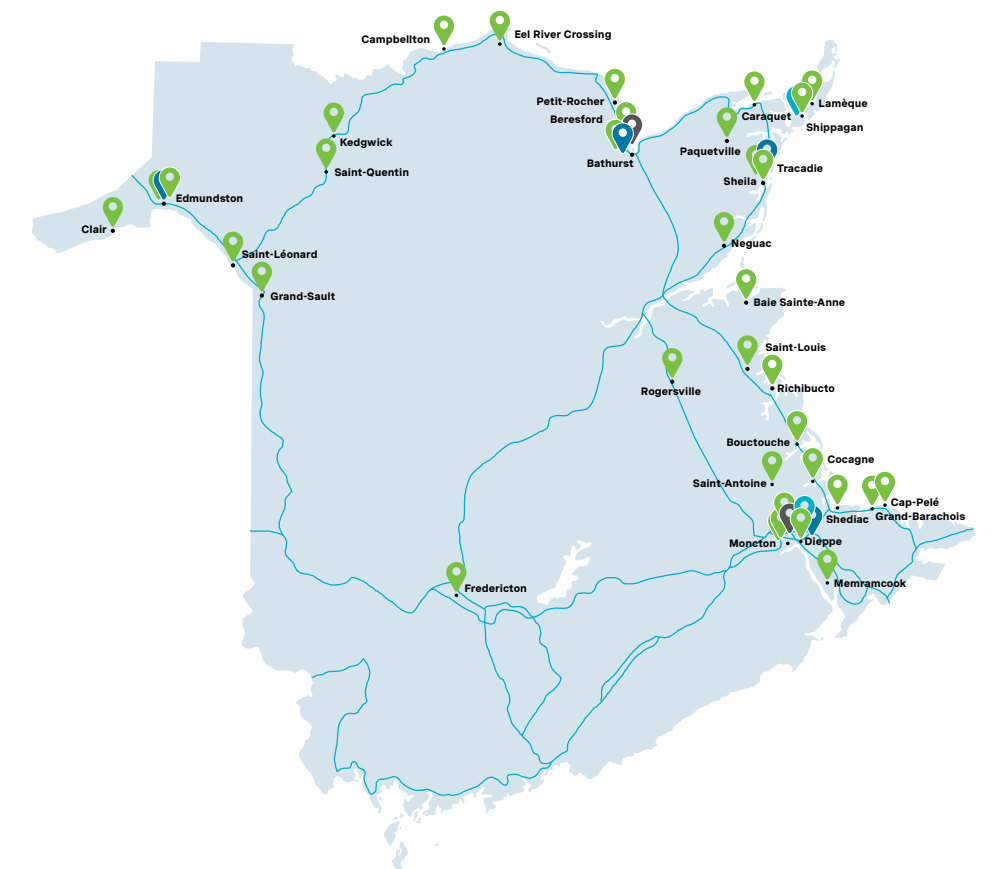 Eel River Crossing
Campbellton
Petit-Rocher
Lamèque
Caraquet
Beresford
Shippagan
Kedgwick
Paquetville
Bathurst
Tracadie
Saint-Quentin
Sheila
Edmundston
Clair
Neguac
Saint-Léonard
Grand-Sault
Baie Sainte-Anne
Saint-Louis
Richibucto
Rogersville
Bouctouche
Cocagne
Saint-Antoine
Cap-Pelé
Grand-Barachois
Shediac
Dieppe
Moncton
Memramcook
Fredericton